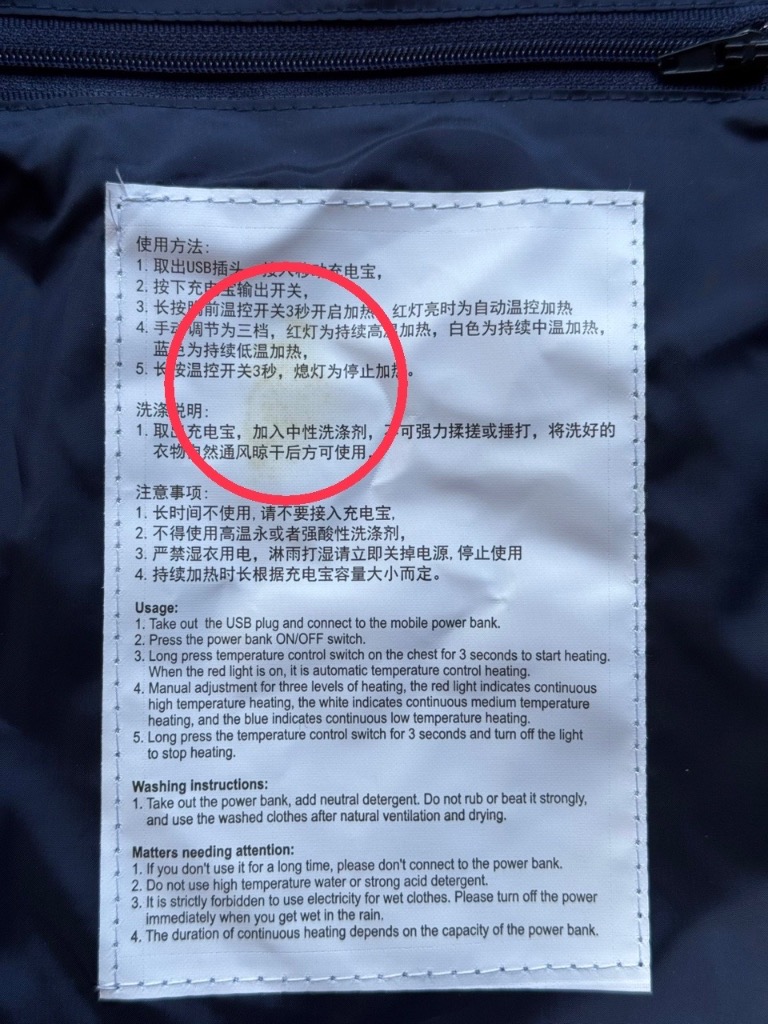 使用方法:
1. 取出USB插头,接入移动充电宝,
2. 按下充电宝输出开关,
3. 长按胸前温控开关3秒开启加热,红灯亮时为自动温控加热
4. 手动调节为三档,红灯为持续高温加热,白色为持续中温加热,
蓝色为持续低温加热,
5. 长按温控开关3秒,熄灯为停止加热。
洗涤说明:
1. 取出充电宝,加入中性洗涤剂,不可强力揉搓或捶打,将洗好的
衣物自然通风晾干后方可使用,
注意事项:
1. 长时间不使用,请不要接入充电宝,
2. 不得使用高温永或者强酸性洗涤剂,
3. 严禁湿衣用电,淋雨打湿请立即关掉电源,停止使用
4. 持续加热时长根据充电宝容量大小而定。
Usage:
1. Take out the USB plug and connect to the mobile power bank.
2. Press the power bank ON/OFF switch.
3. Long press temperature control switch on the chest for 3 seconds to start heating.
When the red light is on, it is automatic temperature control heating.
4. Manual adjustment for three levels of heating, the red light indicates continuous
high temperature heating, the white indicates continuous medium temperature
heating, and the blue indicates continuous low temperature heating.
5. Long press the temperature control switch for 3 seconds and turn off the light
to stop heating.
Washing instructions:
1. Take out the power bank, add neutral detergent. Do not rub or beat it strongly,
and use the washed clothes after natural ventilation and drying.
Matters needing attention:
1. If you don't use it for a long time, please don't connect to the power bank.
2. Do not use high temperature water or strong acid detergent.
3. It is strictly forbidden to use electricity for wet clothes. Please turn off the power
immediately when you get wet in the rain.
4. The duration of continuous heating depends on the capacity of the power bank.